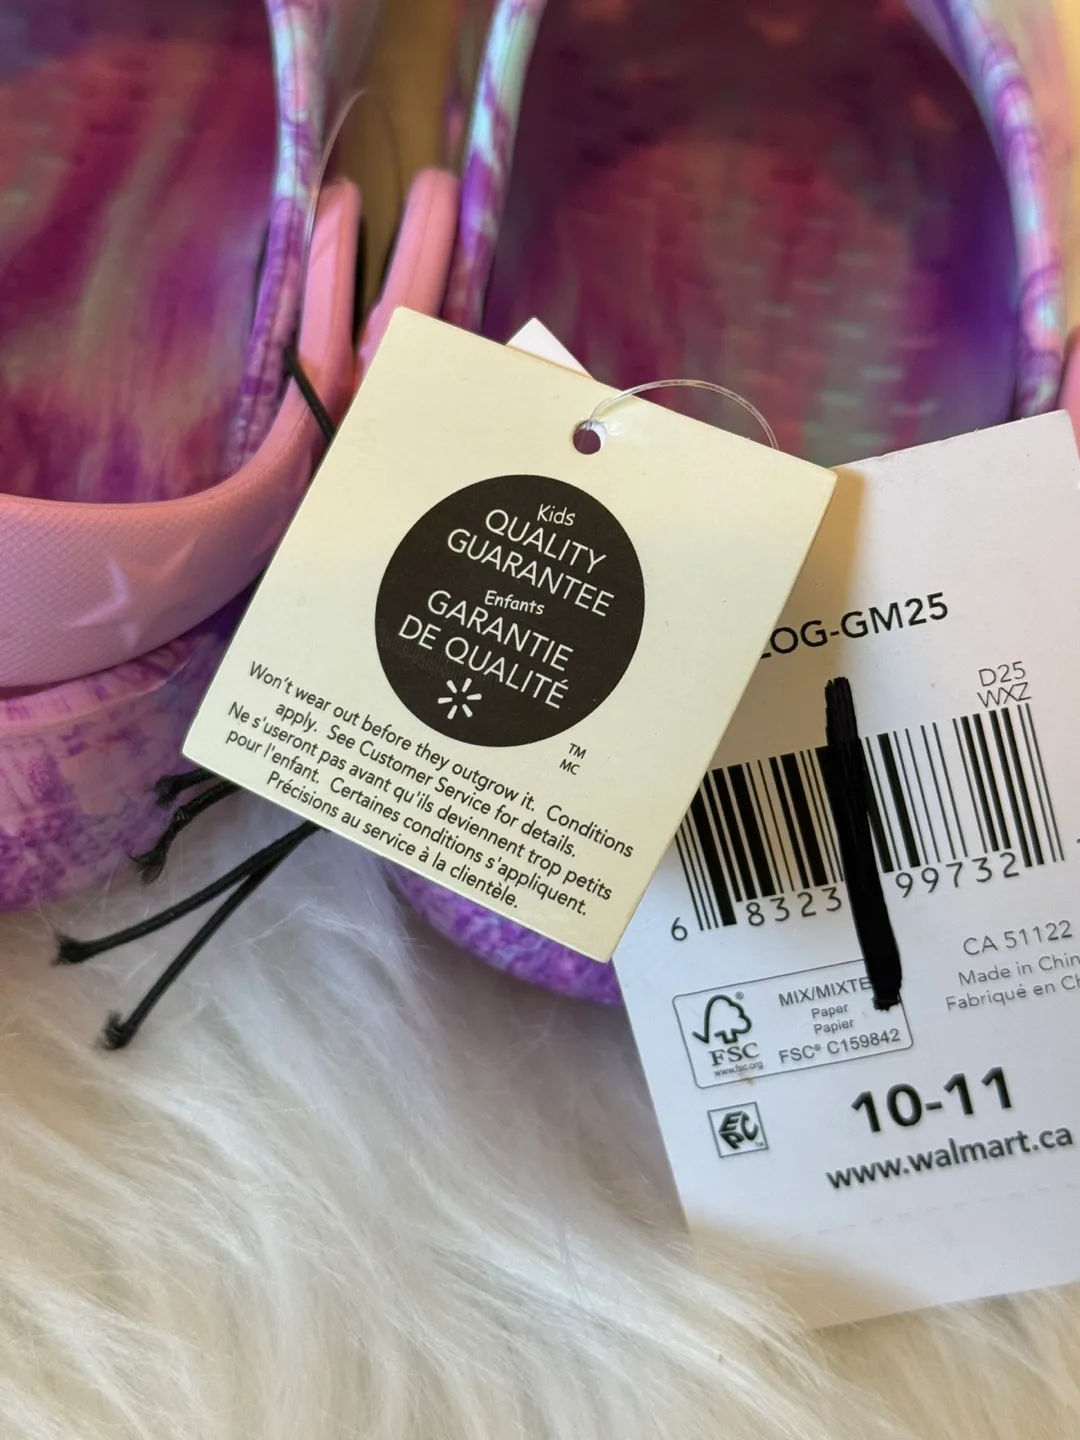 Kids
QUALITY
GUARANTEE
Enfants
GARANTIE
DE QUALITÉ
TM
MC
Won't wear out before they outgrow it. Conditions
apply. See Customer Service for details.
Ne s'useront pas avant qu'ils deviennent trop petits
pour l'enfant. Certaines conditions s'appliquent.
Précisions au service à la clientèle.
LOG-GM25
D25
WXZ
6 8323 99732
CA 51122
Made in Chin
Fabriqué en Ch
MIX/MIXTE
Paper
Papier
FSC® C159842
FSC
www.fsc.org
EPC
10-11
www.walmart.ca